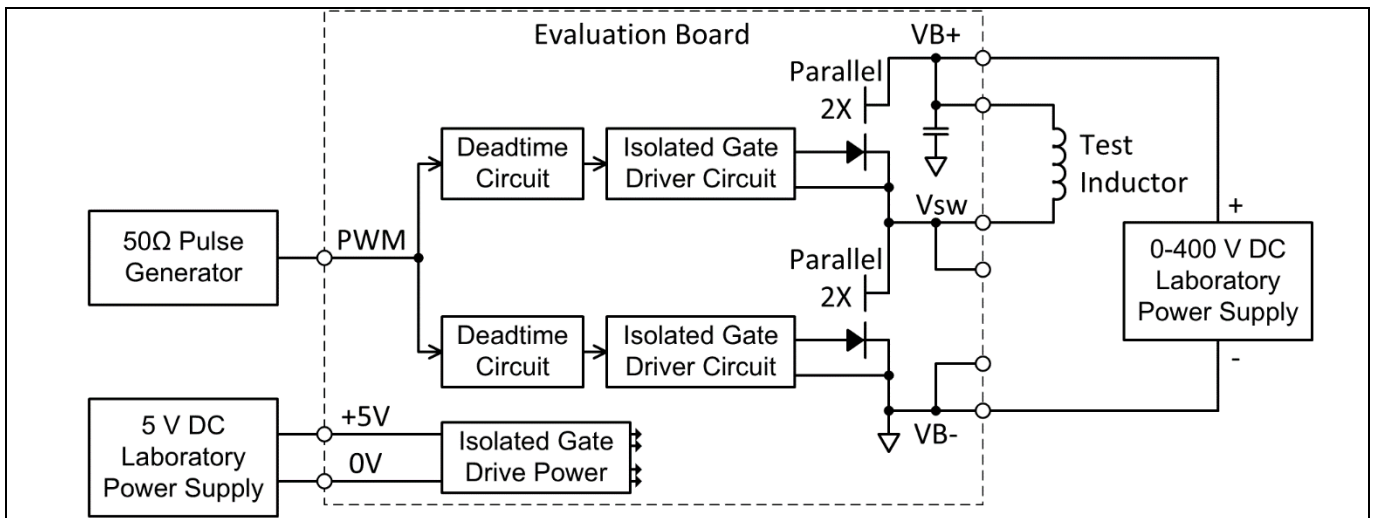 Evaluation Board
VB+
Parallel
2X
Deadtime
Circuit
Isolated Gate
Driver Circuit
Test
Inductor
Vsw
+
50Ω Pulse
Generator
PWM
Parallel
2X
0-400 V DC
Laboratory
Power Supply
-
Deadtime
Circuit
Isolated Gate
Driver Circuit
VB-
5 V DC
Laboratory
Power Supply
+5V
0V
Isolated Gate
Drive Power